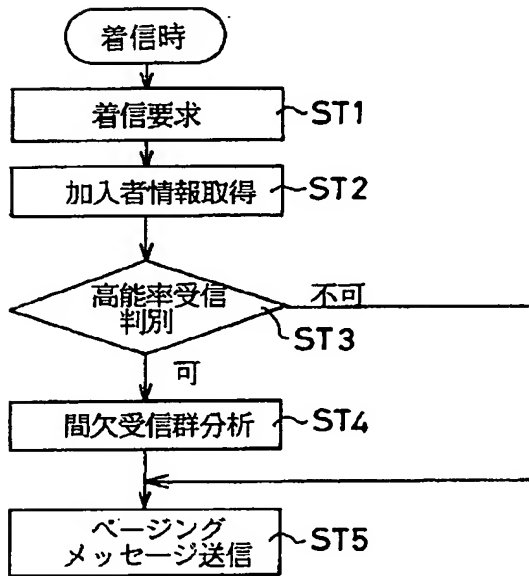 着信時
着信要求
ST1
加入者情報取得
ST2
高能率受信
判別
不可
ST3
可
間欠受信群分析
ST4
ページング
メッセージ送信
ST5